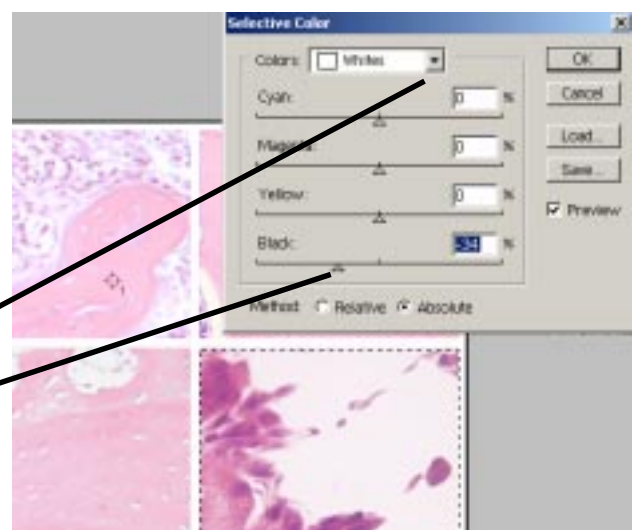 Selective Color
Colors: Whites
OK
Cyan: 0 %
Cancel
Magenta: 0 %
Load...
Yellow: 0 %
Save...
Preview
Black: -34 %
Method: Relative Absolute